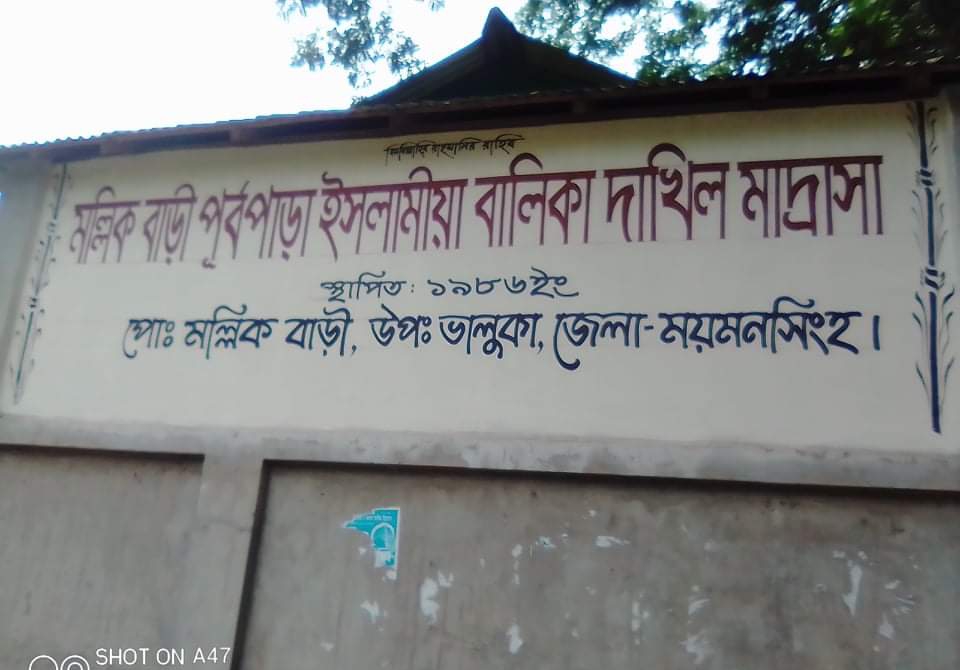 বিসমিল্লাহির রাহমানির রাহিম
মল্লিক বাড়ী পূর্বপাড়া ইসলামীয়া বালিকা দাখিল মাদ্রাসা
স্থাপিত: ১৯৮৬ইং
পোঃ মল্লিক বাড়ী, উপঃ ভালুকা, জেলা- ময়মনসিংহ।
SHOT ON A47